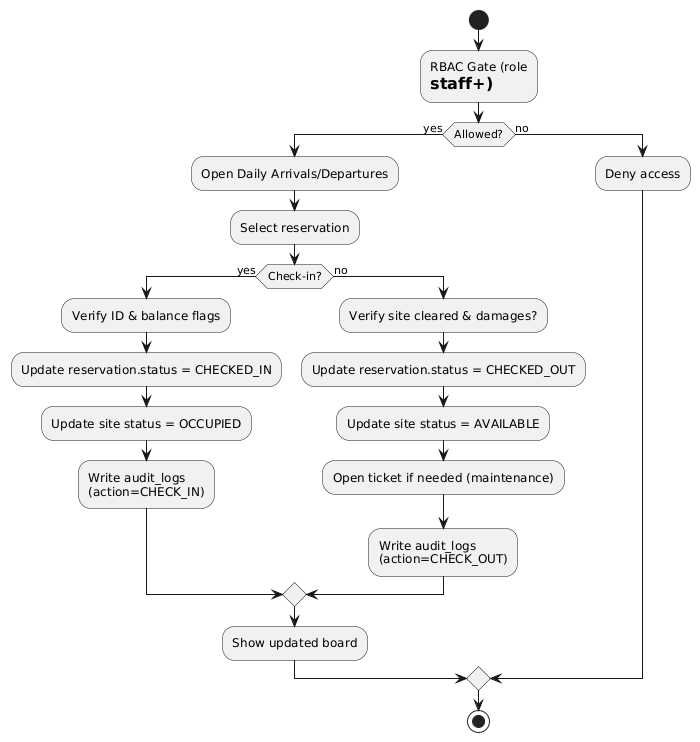 RBAC Gate (role
staff+)
yes
Allowed?
no
Open Daily Arrivals/Departures
Deny access
Select reservation
yes
Check-in?
no
Verify ID & balance flags
Verify site cleared & damages?
Update reservation.status = CHECKED_IN
Update reservation.status = CHECKED_OUT
Update site status = OCCUPIED
Update site status = AVAILABLE
Write audit_logs
(action=CHECK_IN)
Open ticket if needed (maintenance)
Write audit_logs
(action=CHECK_OUT)
Show updated board